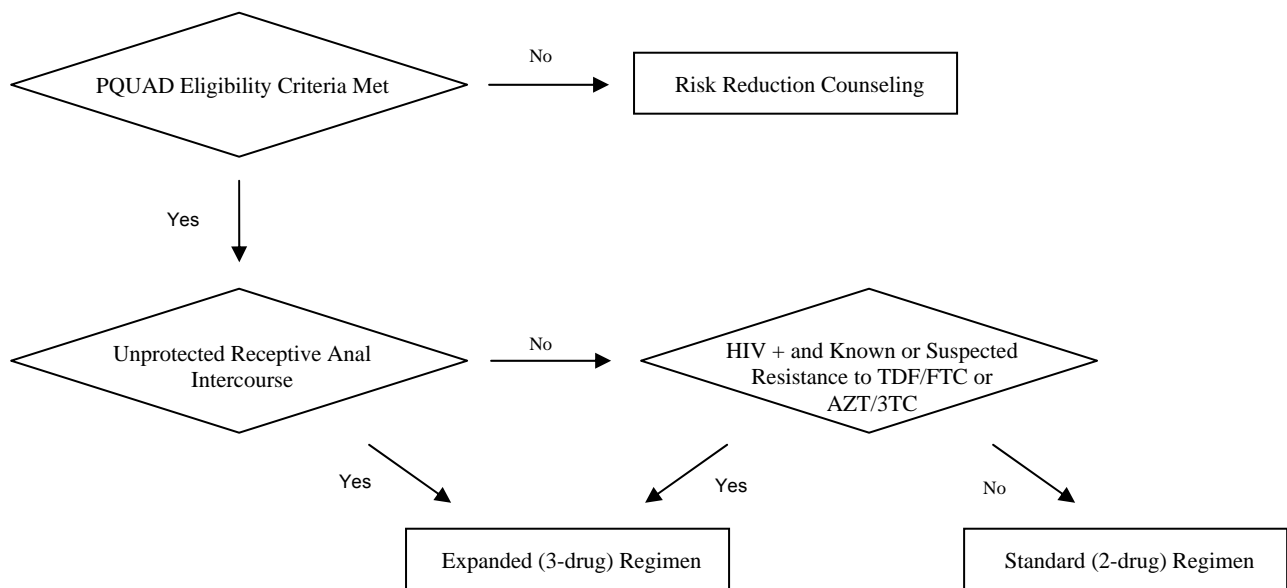 PQUAD Eligibility Criteria Met
No
Risk Reduction Counseling
Yes
Unprotected Receptive Anal
Intercourse
No
HIV + and Known or Suspected
Resistance to TDF/FTC or
AZT/3TC
Yes
Yes
No
Expanded (3-drug) Regimen
Standard (2-drug) Regimen